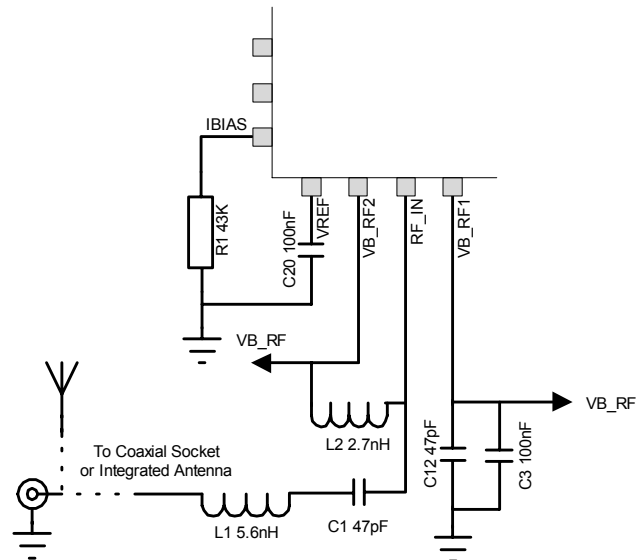 IBIAS
R1 43K
C20 100nF
VREF
VB_RF2
RF_IN
VB_RF1
VB_RF
VB_RF
L2 2.7nH
C12 47pF
C3 100nF
To Coaxial Socket
or Integrated Antenna
L1 5.6nH
C1 47pF